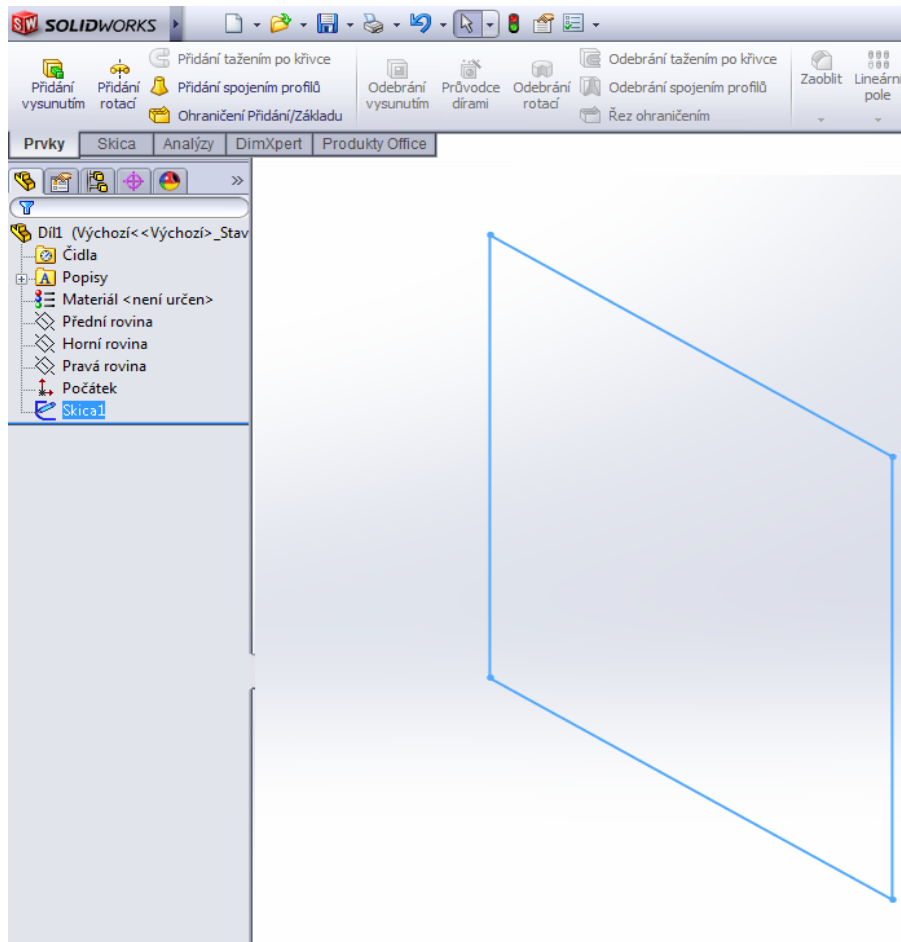 SW SOLIDWORKS
Přidání vysunutím
Přidání rotací
Přidání tažením po křivce
Přidání spojením profilů
Ohraničení Přidání/Základu
Odebrání vysunutím
Průvodce dírami
Odebrání rotací
Odebrání tažením po křivce
Odebrání spojením profilů
Řez ohraničením
Zaoblit
Lineární pole
Prvky Skica Analýzy DimXpert Produkty Office
»
Díl1 (Výchozí<<Výchozí>_Stav
Čidla
A Popisy
Materiál <není určen>
Přední rovina
Horní rovina
Pravá rovina
Počátek
Skica1